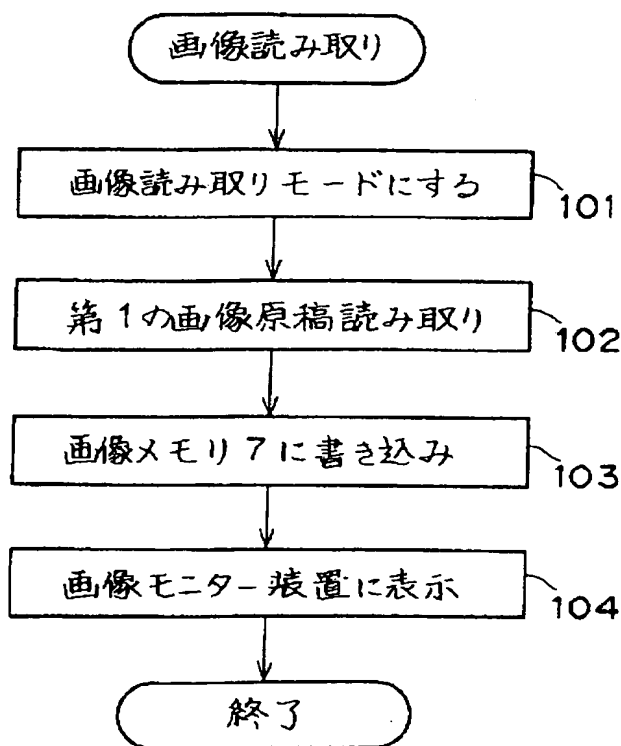 画像読み取り
画像読み取りモードにする
101
第1の画像原稿読み取り
102
画像メモリ7に書き込み
103
画像モニター装置に表示
104
終了